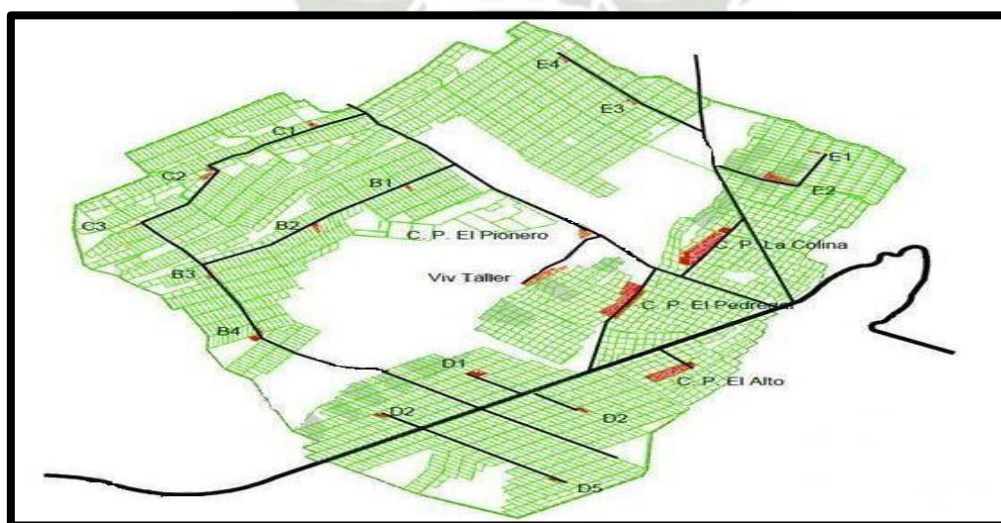 E4
E3
C1
E1
C2
B1
E2
C3
B2
C. P. El Pionero
C. P. La Colina
B3
Viv Táller
C. P. El Pedregal
B4
D1
C. P. El Alto
D2
D2
D5